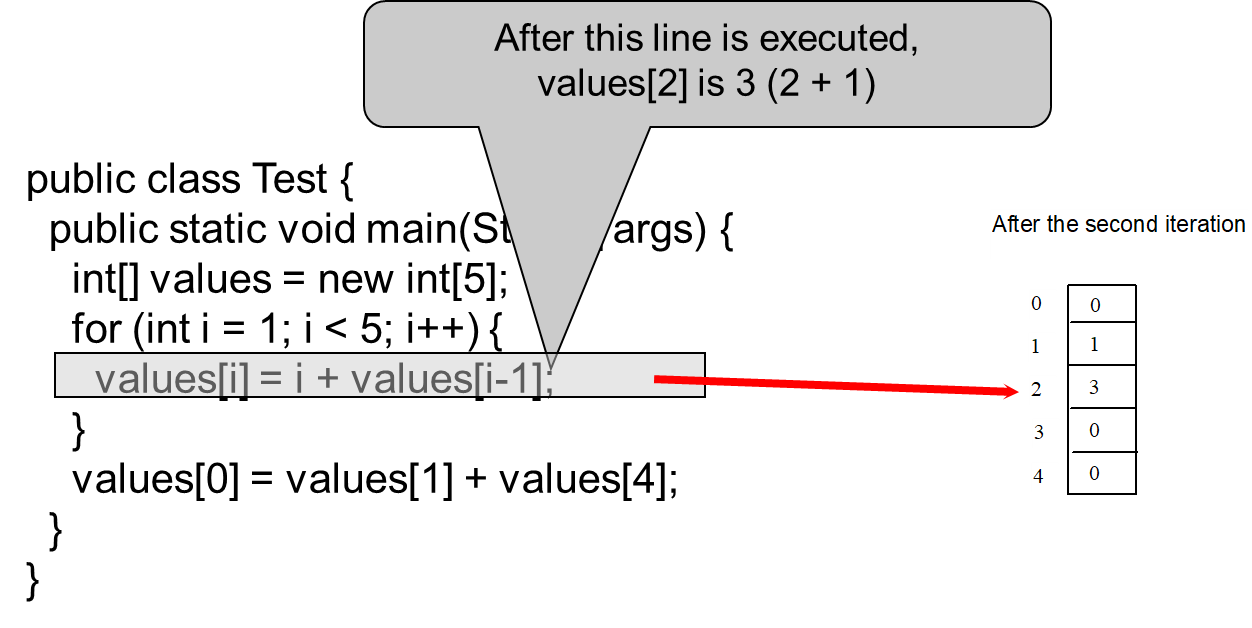 After this line is executed,
values[2] is 3 (2 + 1)
public class Test {
public static void main(St args) {
int[] values = new int[5];
for (int i = 1; i < 5; i++) {
values[i] = i + values[i-1];
}
values[0] = values[1] + values[4];
}
}
After the second iteration
0 0
1 1
2 3
3 0
4 0